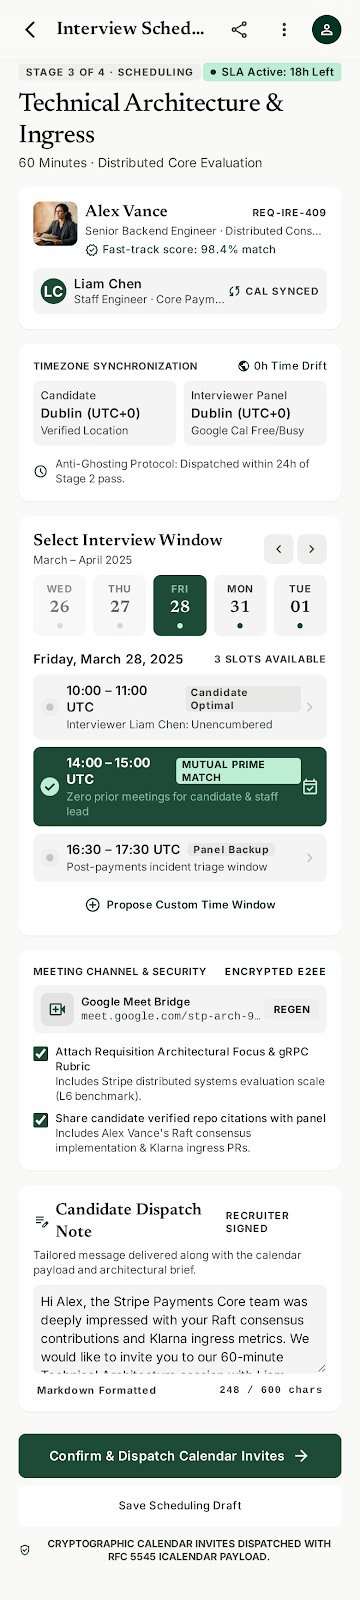 Interview Sched...
STAGE 3 OF 4 · SCHEDULING
SLA Active: 18h Left
Technical Architecture &
Ingress
60 Minutes · Distributed Core Evaluation
Alex Vance
REQ-IRE-409
Senior Backend Engineer · Distributed Cons...
Fast-track score: 98.4% match
LC
Liam Chen
Staff Engineer · Core Paym...
CAL SYNCED
TIMEZONE SYNCHRONIZATION
0h Time Drift
Candidate
Dublin (UTC+0)
Verified Location
Interviewer Panel
Dublin (UTC+0)
Google Cal Free/Busy
Anti-Ghosting Protocol: Dispatched within 24h of
Stage 2 pass.
Select Interview Window
March – April 2025
WED
26
THU
27
FRI
28
MON
31
TUE
01
Friday, March 28, 2025
3 SLOTS AVAILABLE
10:00 – 11:00
UTC
Candidate
Optimal
Interviewer Liam Chen: Unencumbered
14:00 – 15:00
UTC
MUTUAL PRIME
MATCH
Zero prior meetings for candidate & staff
lead
16:30 – 17:30 UTC
Panel Backup
Post-payments incident triage window
Propose Custom Time Window
MEETING CHANNEL & SECURITY
ENCRYPTED E2EE
Google Meet Bridge
meet.google.com/stp-arch-9...
REGEN
Attach Requisition Architectural Focus & gRPC
Rubric
Includes Stripe distributed systems evaluation scale
(L6 benchmark).
Share candidate verified repo citations with panel
Includes Alex Vance's Raft consensus
implementation & Klarna ingress PRs.
Candidate Dispatch
Note
RECRUITER
SIGNED
Tailored message delivered along with the calendar
payload and architectural brief.
Hi Alex, the Stripe Payments Core team was
deeply impressed with your Raft consensus
contributions and Klarna ingress metrics. We
would like to invite you to our 60-minute
Technical Architecture session with Liam
Markdown Formatted
248 / 600 chars
Confirm & Dispatch Calendar Invites
Save Scheduling Draft
CRYPTOGRAPHIC CALENDAR INVITES DISPATCHED WITH
RFC 5545 ICALENDAR PAYLOAD.